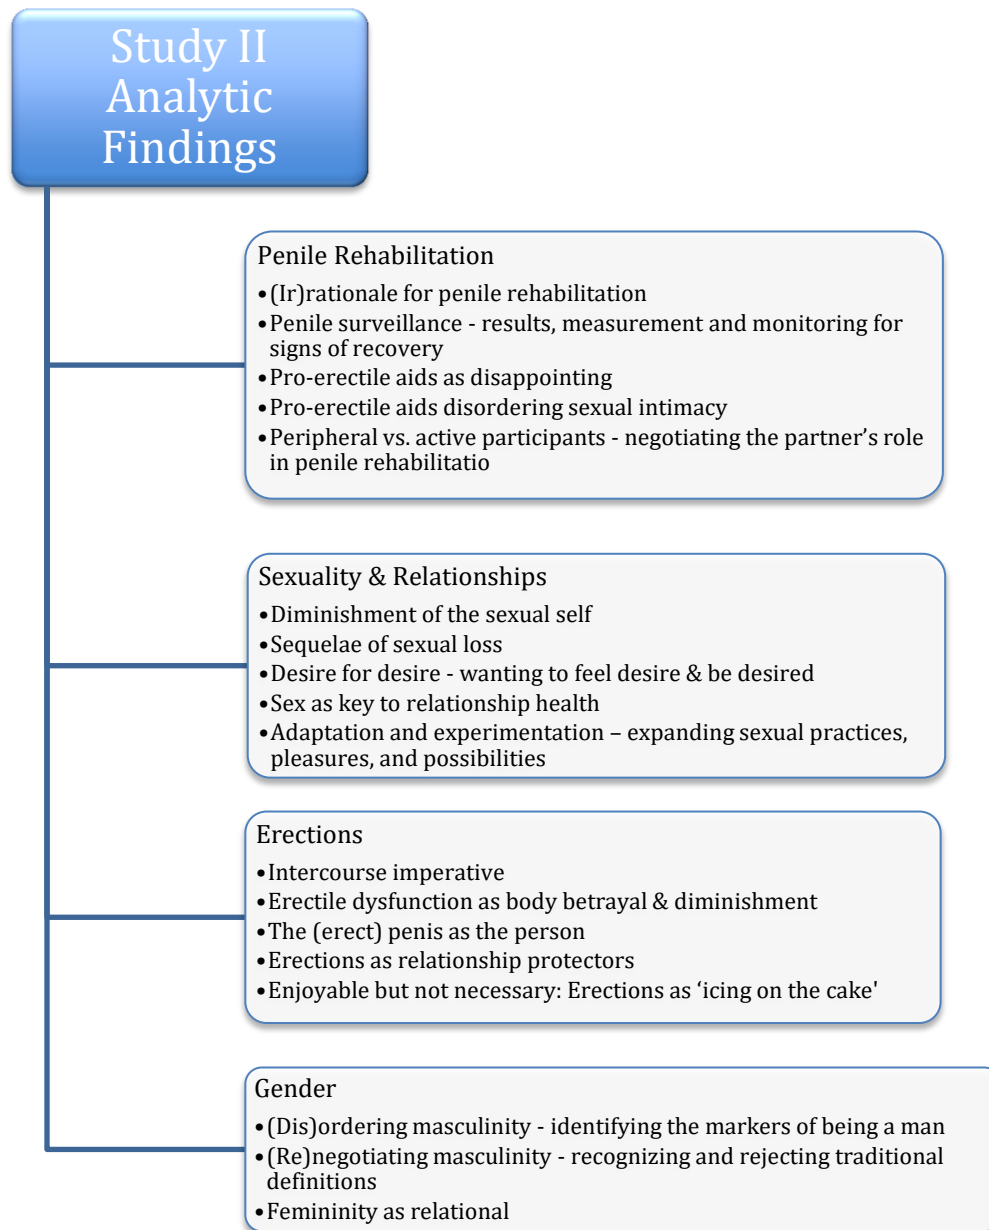 Study II
Analytic
Findings
Penile Rehabilitation
•(Ir)rationale for penile rehabilitation
•Penile surveillance - results, measurement and monitoring for
signs of recovery
•Pro-erectile aids as disappointing
•Pro-erectile aids disordering sexual intimacy
•Peripheral vs. active participants - negotiating the partner's role
in penile rehabilitatio
Sexuality & Relationships
•Diminishment of the sexual self
•Sequelae of sexual loss
•Desire for desire - wanting to feel desire & be desired
•Sex as key to relationship health
•Adaptation and experimentation – expanding sexual practices,
pleasures, and possibilities
Erections
•Intercourse imperative
•Erectile dysfunction as body betrayal & diminishment
•The (erect) penis as the person
•Erections as relationship protectors
•Enjoyable but not necessary: Erections as ‘icing on the cake'
Gender
•(Dis)ordering masculinity - identifying the markers of being a man
•(Re)negotiating masculinity - recognizing and rejecting traditional
definitions
•Femininity as relational